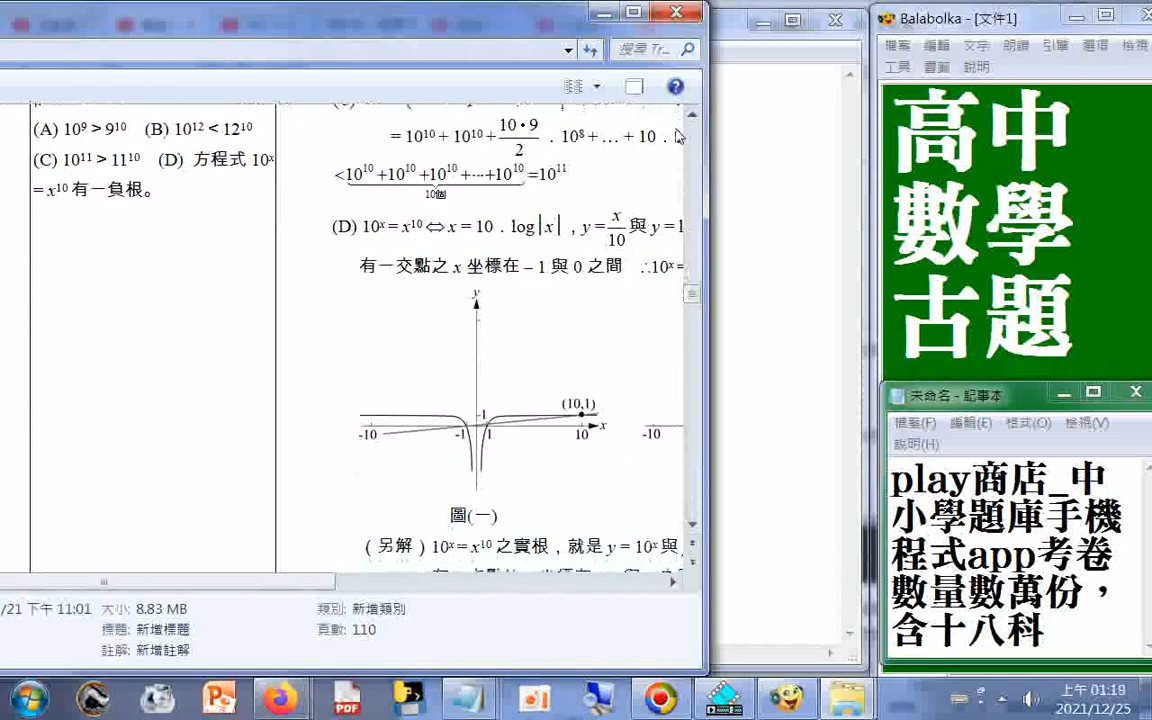 Balabolka - [文件1]
檔案 編輯 文字 朗讀 引擎 選項 檢視
工具 書籤 說明
搜尋 Tr...
(A) 10⁹ > 9¹⁰ (B) 10¹² < 12¹⁰
(C) 10¹¹ > 11¹⁰ (D) 方程式 10ˣ
= x¹⁰ 有一負根。
= 10¹⁰ + 10¹⁰ + 10•9/2 . 10⁸ + … + 10 .
< 10¹⁰ + 10¹⁰ + 10¹⁰ + ⋯ + 10¹⁰ = 10¹¹
10個
(D) 10ˣ = x¹⁰ ⇔ x = 10 . log|x| , y = x/10 與 y = 1
有一交點之 x 坐標在 – 1 與 0 之間 ∴10ˣ =
y
(10,1)
1
x
-10 -1 1 10 -10
圖(一)
（另解）10ˣ = x¹⁰ 之實根，就是 y = 10ˣ 與
/21 下午 11:01 大小: 8.83 MB 類別: 新增類別
標題: 新增標題 頁數: 110
註解: 新增註解
高中
數學
古題
未命名 - 記事本
檔案(F) 編輯(E) 格式(O) 檢視(V)
說明(H)
play商店_中
小學題庫手機
程式app考卷
數量數萬份，
含十八科
PDF
上午 01:19
2021/12/25